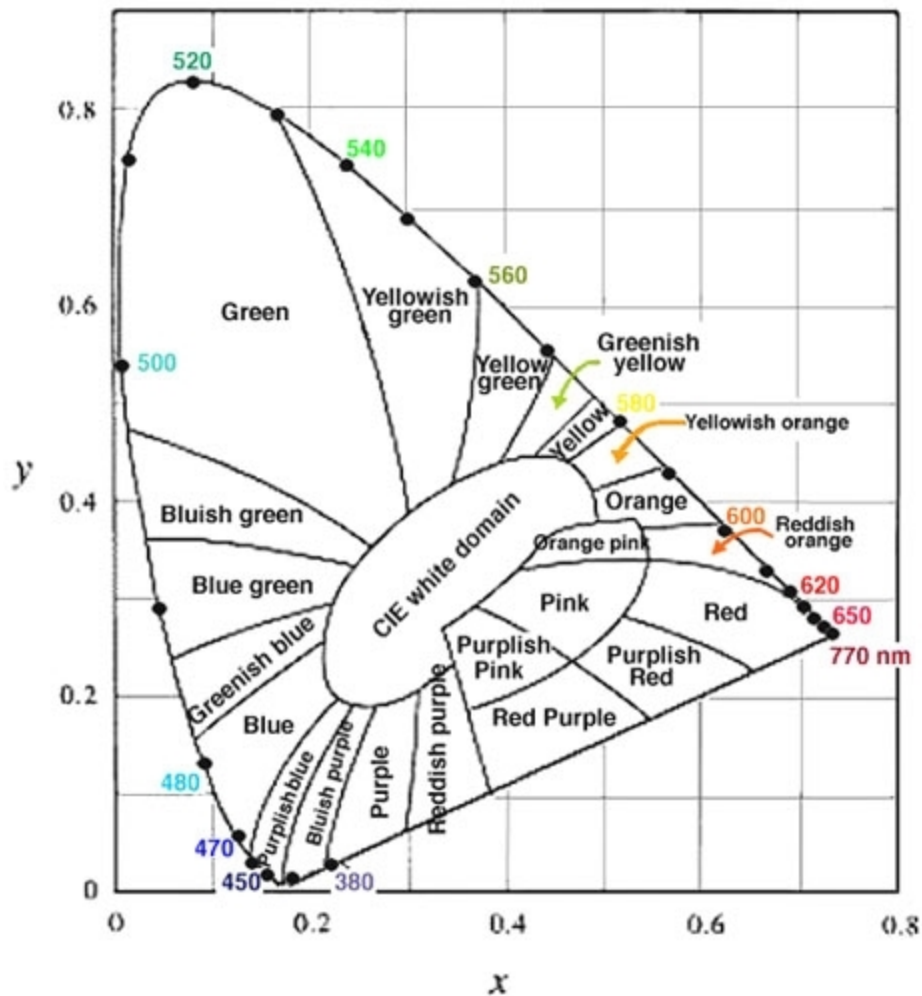 520
0.8
540
560
0.6
Green
Yellowish
green
Greenish
yellow
Yellow
green
500
580
Yellow
Yellowish orange
y
0.4
Bluish green
CIE white domain
Orange
600
Reddish
orange
Orange pink
Blue green
Pink
Red
620
650
770 nm
Greenish blue
Purplish
Pink
Purplish
Red
0.2
Blue
Red Purple
Purplish blue
Bluish purple
Purple
Reddish purple
480
470
450
380
0
0
0.2
0.4
0.6
0.8
x